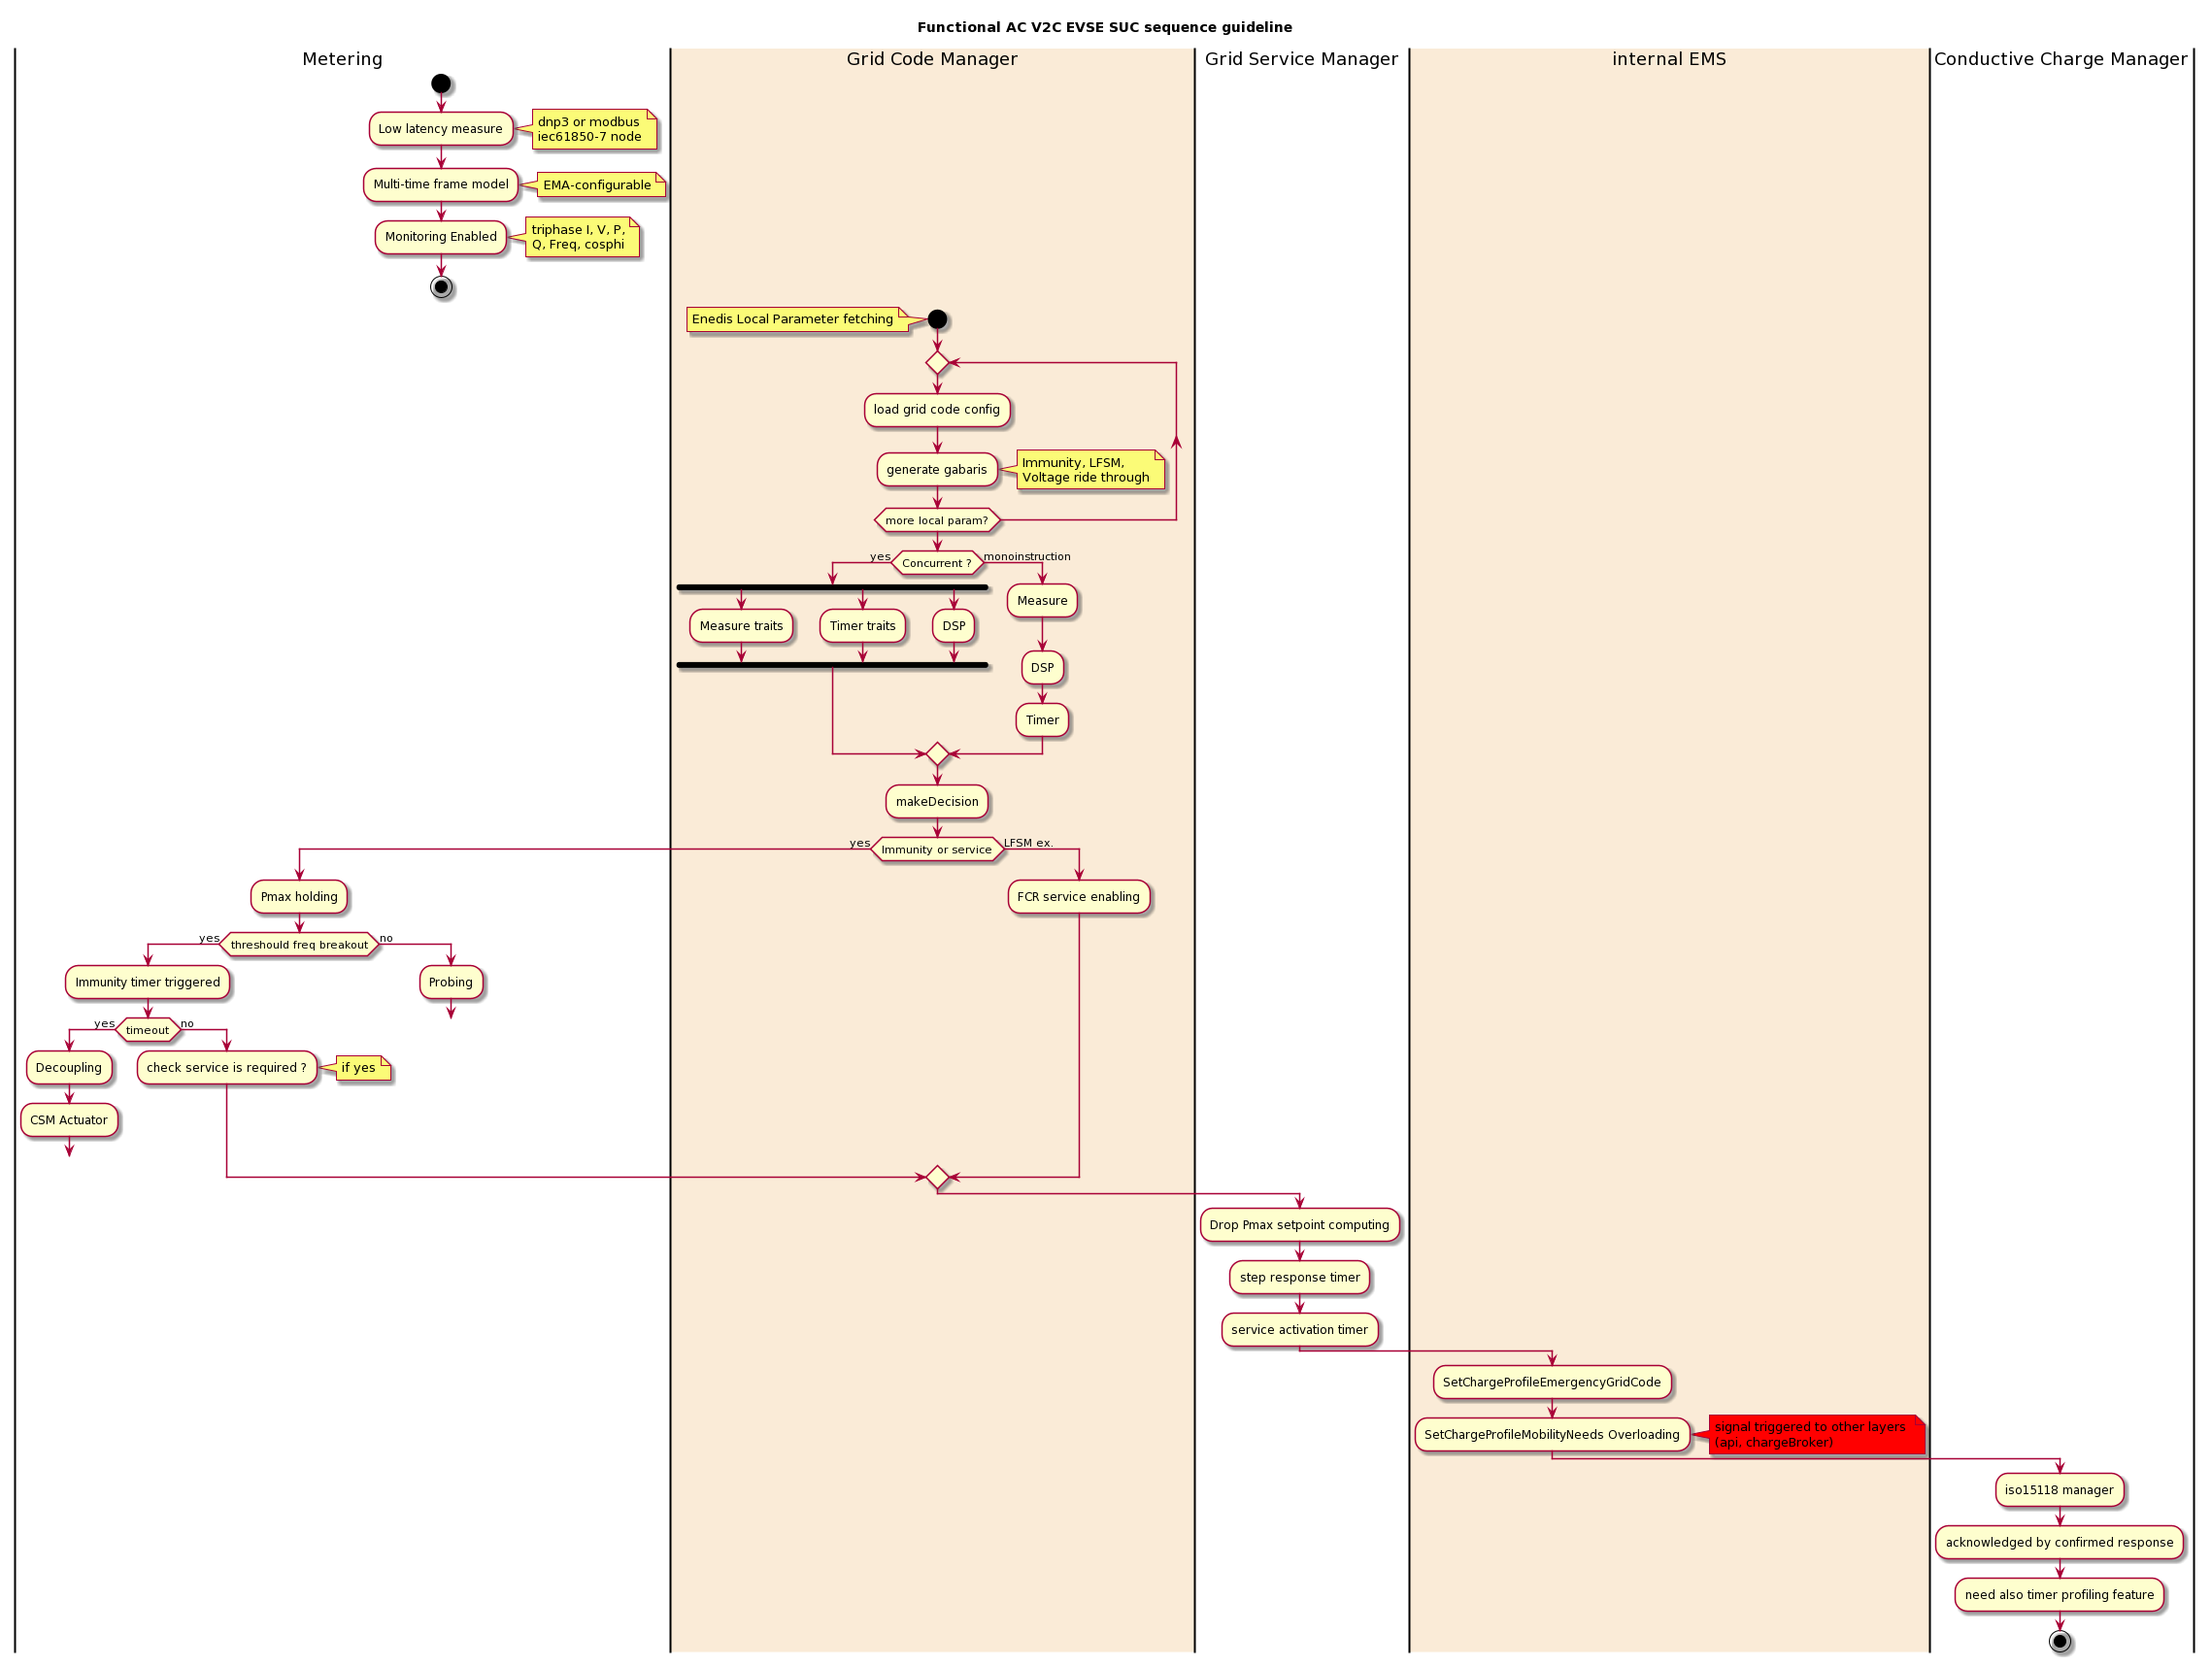 Functional AC V2C EVSE SUC sequence guideline
Metering
Grid Code Manager
Grid Service Manager
internal EMS
Conductive Charge Manager
Low latency measure
dnp3 or modbus
iec61850-7 node
Multi-time frame model
EMA-configurable
Monitoring Enabled
triphase I, V, P,
Q, Freq, cosphi
Enedis Local Parameter fetching
load grid code config
generate gabaris
Immunity, LFSM,
Voltage ride through
more local param?
yes
Concurrent ?
monoinstruction
Measure traits
Timer traits
DSP
Measure
DSP
Timer
makeDecision
yes
Immunity or service
LFSM ex.
Pmax holding
FCR service enabling
yes
threshould freq breakout
no
Immunity timer triggered
Probing
yes
timeout
no
Decoupling
check service is required ?
if yes
CSM Actuator
Drop Pmax setpoint computing
step response timer
service activation timer
SetChargeProfileEmergencyGridCode
SetChargeProfileMobilityNeeds Overloading
signal triggered to other layers
(api, chargeBroker)
iso15118 manager
acknowledged by confirmed response
need also timer profiling feature